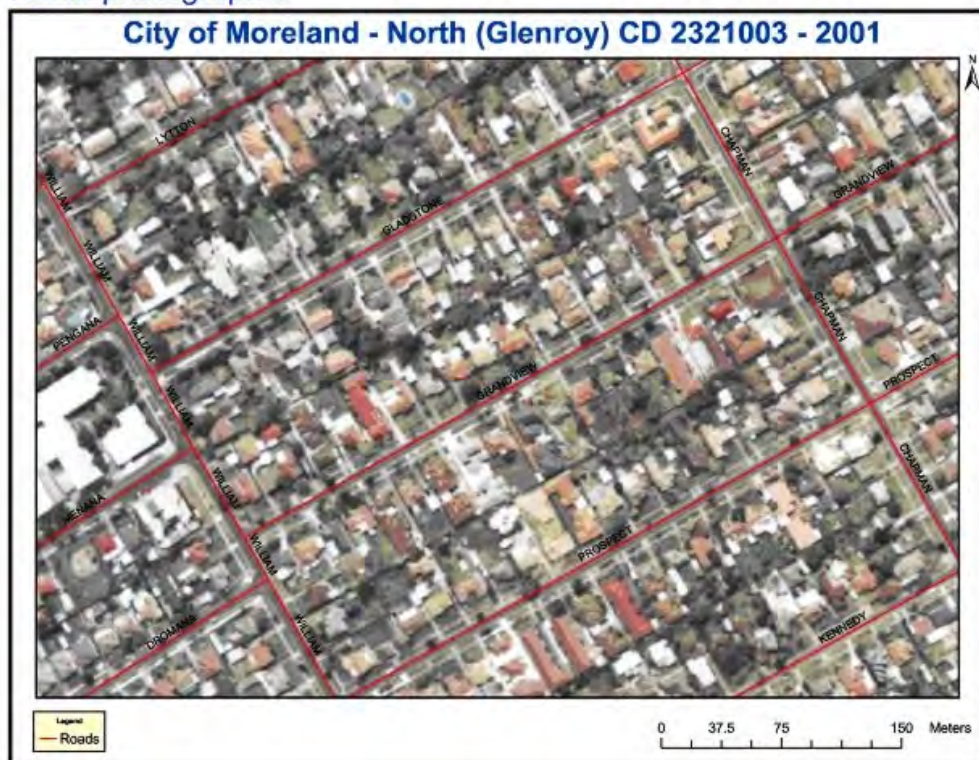 City of Moreland - North (Glenroy) CD 2321003 - 2001
N
LYTTON
CHAPMAN
GRANDVIEW
WILLIAM
GLADSTONE
WILLIAM
PENGANA
WILLIAM
CHAPMAN
PROSPECT
GRANDVIEW
WILLIAM
CHAPMAN
WILLIAM
MENANA
PROSPECT
WILLIAM
DROMANA
WILLIAM
KENNEDY
Legend
Roads
0 37.5 75 150 Meters